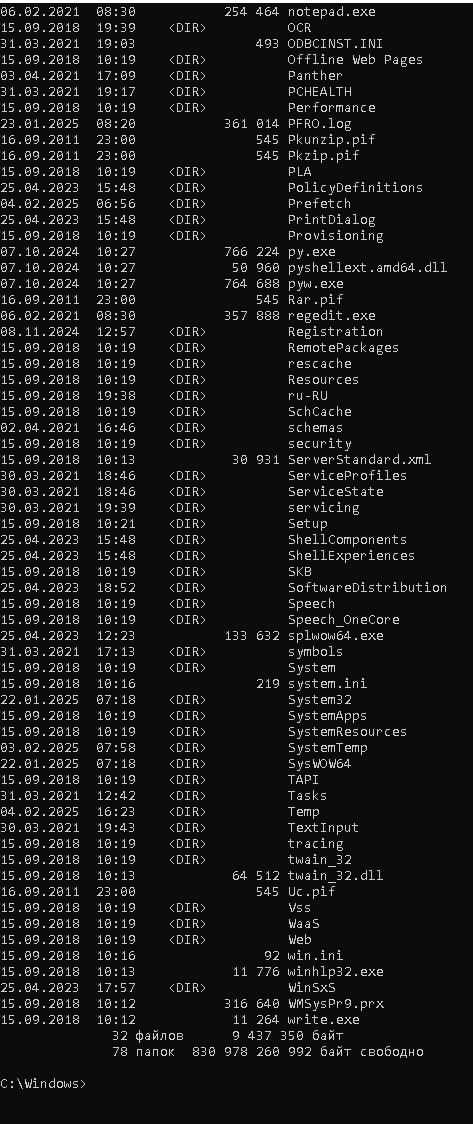 06.02.2021  08:30           254 464 notepad.exe
15.09.2018  19:39    <DIR>          OCR
31.03.2021  19:03               493 ODBCINST.INI
15.09.2018  10:19    <DIR>          Offline Web Pages
03.04.2021  17:09    <DIR>          Panther
31.03.2021  19:17    <DIR>          PCHEALTH
15.09.2018  10:19    <DIR>          Performance
23.01.2025  08:20           361 014 PFRO.log
16.09.2011  23:00               545 Pkunzip.pif
16.09.2011  23:00               545 Pkzip.pif
15.09.2018  10:19    <DIR>          PLA
25.04.2023  15:48    <DIR>          PolicyDefinitions
04.02.2025  06:56    <DIR>          Prefetch
25.04.2023  15:48    <DIR>          PrintDialog
15.09.2018  10:19    <DIR>          Provisioning
07.10.2024  10:27           766 224 py.exe
07.10.2024  10:27            50 960 pyshellext.amd64.dll
07.10.2024  10:27           764 688 pyw.exe
16.09.2011  23:00               545 Rar.pif
06.02.2021  08:30           357 888 regedit.exe
08.11.2024  12:57    <DIR>          Registration
15.09.2018  10:19    <DIR>          RemotePackages
15.09.2018  10:19    <DIR>          rescache
15.09.2018  10:19    <DIR>          Resources
15.09.2018  19:38    <DIR>          ru-RU
15.09.2018  10:19    <DIR>          SchCache
02.04.2021  16:46    <DIR>          schemas
15.09.2018  10:19    <DIR>          security
15.09.2018  10:13            30 931 ServerStandard.xml
30.03.2021  18:46    <DIR>          ServiceProfiles
30.03.2021  18:46    <DIR>          ServiceState
30.03.2021  19:39    <DIR>          servicing
15.09.2018  10:21    <DIR>          Setup
25.04.2023  15:48    <DIR>          ShellComponents
25.04.2023  15:48    <DIR>          ShellExperiences
15.09.2018  10:19    <DIR>          SKB
25.04.2023  18:52    <DIR>          SoftwareDistribution
15.09.2018  10:19    <DIR>          Speech
15.09.2018  10:19    <DIR>          Speech_OneCore
25.04.2023  12:23           133 632 splwow64.exe
31.03.2021  17:13    <DIR>          symbols
15.09.2018  10:19    <DIR>          System
15.09.2018  10:16               219 system.ini
22.01.2025  07:18    <DIR>          System32
15.09.2018  10:19    <DIR>          SystemApps
15.09.2018  10:19    <DIR>          SystemResources
03.02.2025  07:58    <DIR>          SystemTemp
22.01.2025  07:18    <DIR>          SysWOW64
15.09.2018  10:19    <DIR>          TAPI
31.03.2021  12:42    <DIR>          Tasks
04.02.2025  16:23    <DIR>          Temp
30.03.2021  19:43    <DIR>          TextInput
15.09.2018  10:19    <DIR>          tracing
15.09.2018  10:19    <DIR>          twain_32
15.09.2018  10:13            64 512 twain_32.dll
16.09.2011  23:00               545 Uc.pif
15.09.2018  10:19    <DIR>          Vss
15.09.2018  10:19    <DIR>          WaaS
15.09.2018  10:19    <DIR>          Web
15.09.2018  10:16                92 win.ini
15.09.2018  10:13            11 776 winhlp32.exe
25.04.2023  17:57    <DIR>          WinSxS
15.09.2018  10:12           316 640 WMSysPr9.prx
15.09.2018  10:12            11 264 write.exe
32 файлов      9 437 350 байт
78 папок  830 978 260 992 байт свободно
C:\Windows>